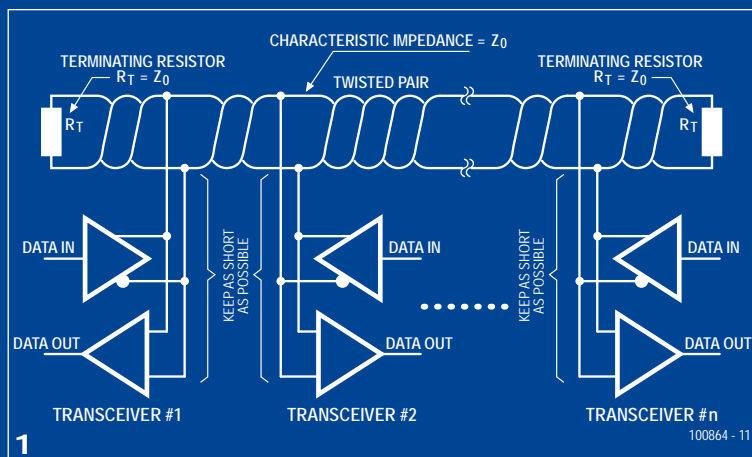 CHARACTERISTIC IMPEDANCE = Z0
TERMINATING RESISTOR
RT = Z0
TWISTED PAIR
TERMINATING RESISTOR
RT = Z0
RT
RT
DATA IN
KEEP AS SHORT
AS POSSIBLE
DATA IN
KEEP AS SHORT
AS POSSIBLE
DATA IN
DATA OUT
DATA OUT
DATA OUT
TRANSCEIVER #1
TRANSCEIVER #2
TRANSCEIVER #n
1
100864 - 11